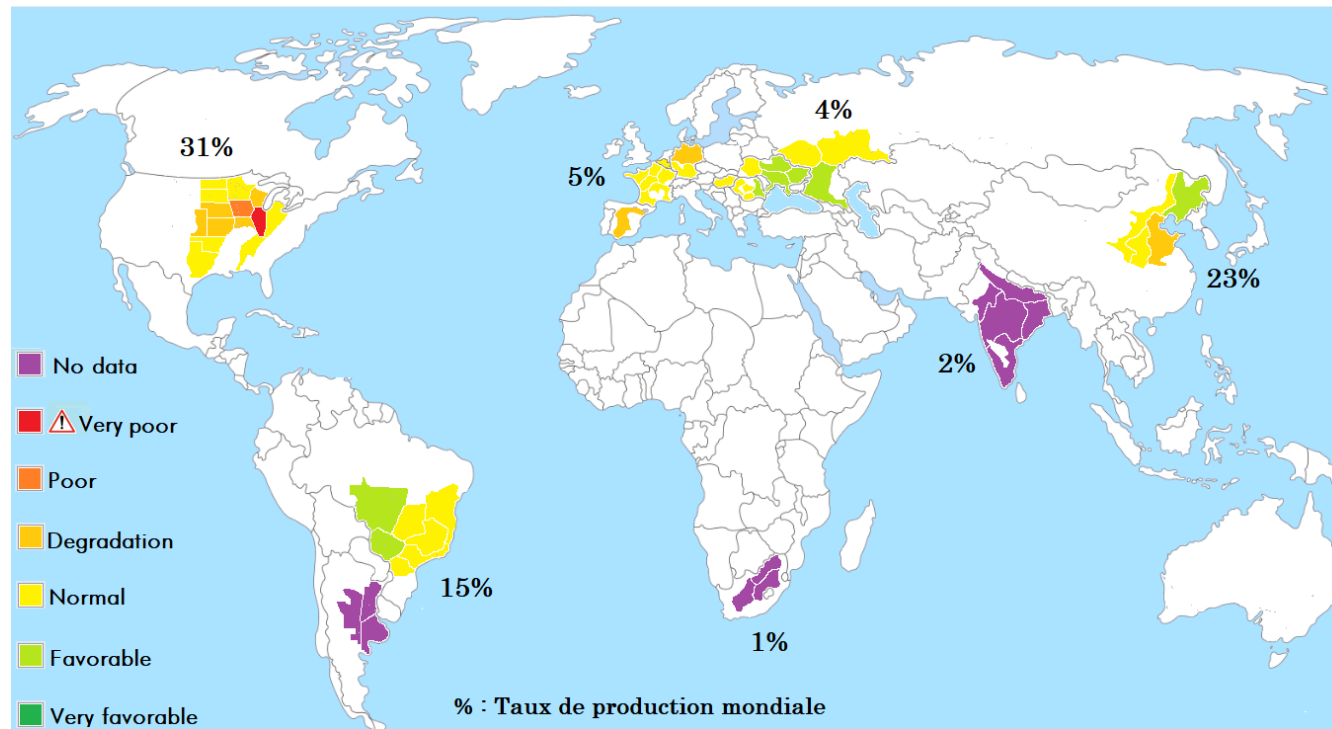 4%
31%
5%
23%
2%
No data
Very poor
Poor
Degradation
Normal
15%
1%
Favorable
% : Taux de production mondiale
Very favorable